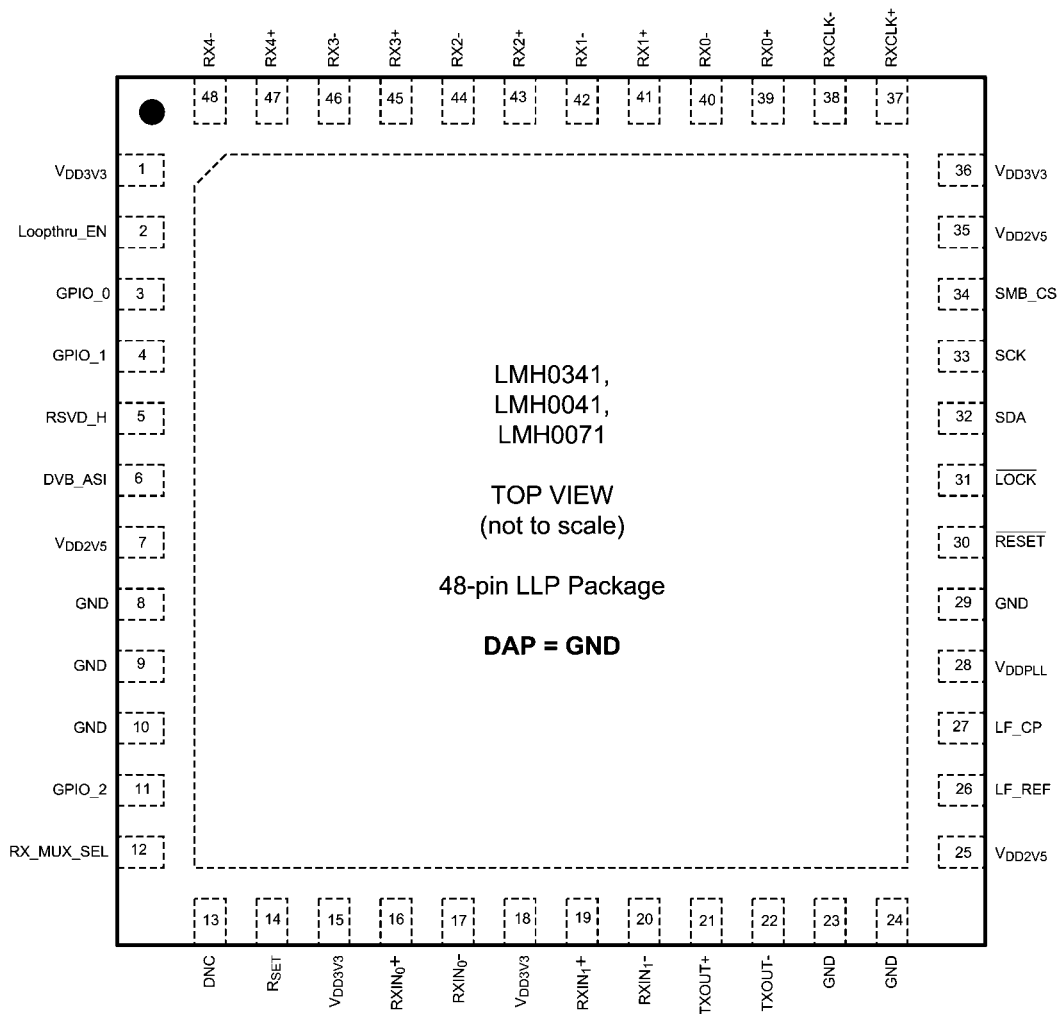 RX4-
RX4+
RX3-
RX3+
RX2-
RX2+
RX1-
RX1+
RX0-
RX0+
RXCLK-
RXCLK+
48
47
46
45
44
43
42
41
40
39
38
37
VDD3V3
1
36
VDD3V3
Loopthru_EN
2
35
VDD2V5
GPIO_0
3
34
SMB_CS
GPIO_1
4
33
SCK
RSVD_H
5
32
SDA
DVB_ASI
6
31
LOCK
VDD2V5
7
30
RESET
GND
8
29
GND
GND
9
28
VDDPLL
GND
10
27
LF_CP
GPIO_2
11
26
LF_REF
RX_MUX_SEL
12
25
VDD2V5
LMH0341,
LMH0041,
LMH0071
TOP VIEW
(not to scale)
48-pin LLP Package
DAP = GND
13
14
15
16
17
18
19
20
21
22
23
24
DNC
RSET
VDD3V3
RXIN0+
RXIN0-
VDD3V3
RXIN1+
RXIN1-
TXOUT+
TXOUT-
GND
GND